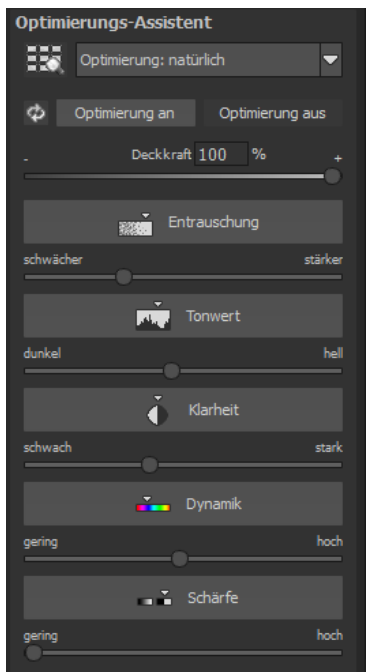 Optimierungs-Assistent
Optimierung: natürlich
Optimierung an Optimierung aus
- Deckkraft 100 % +
Entrauschung
schwächer stärker
Tonwert
dunkel hell
Klarheit
schwach stark
Dynamik
gering hoch
Schärfe
gering hoch